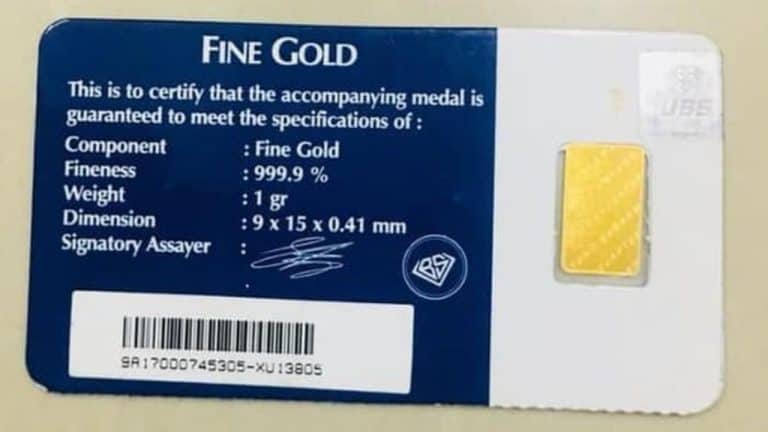 FINE GOLD
This is to certify that the accompanying medal is
guaranteed to meet the specifications of :
Component : Fine Gold
Fineness : 999.9 %
Weight : 1 gr
Dimension : 9 x 15 x 0.41 mm
Signatory Assayer :
UBS
9A17000745305-XU13805